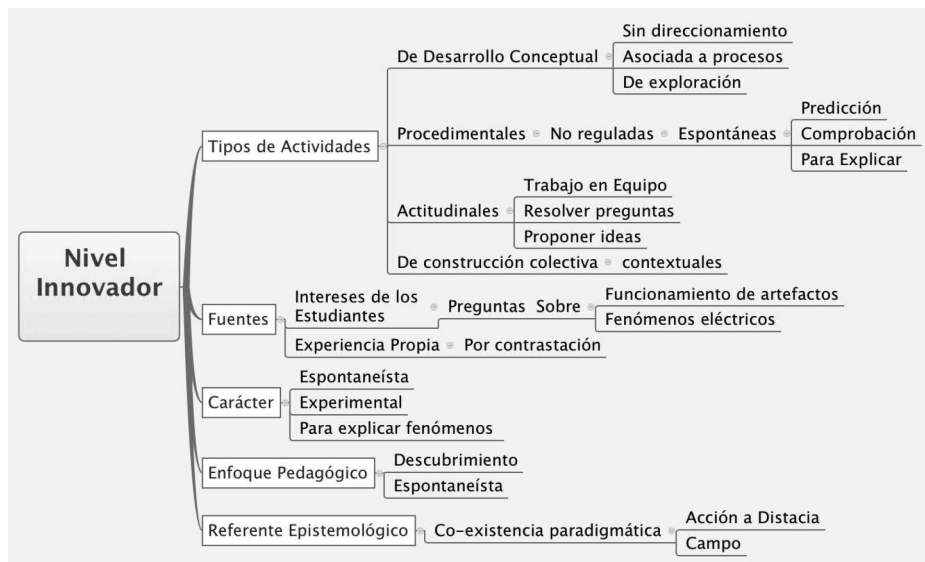 Nivel
Innovador
Tipos de Actividades
De Desarrollo Conceptual
Sin direccionamiento
Asociada a procesos
De exploración
Procedimentales
No reguladas
Espontáneas
Predicción
Comprobación
Para Explicar
Actitudinales
Trabajo en Equipo
Resolver preguntas
Proponer ideas
De construcción colectiva
contextuales
Fuentes
Intereses de los
Estudiantes
Preguntas Sobre
Funcionamiento de artefactos
Fenómenos eléctricos
Experiencia Propia
Por contrastación
Carácter
Espontaneísta
Experimental
Para explicar fenómenos
Enfoque Pedagógico
Descubrimiento
Espontaneísta
Referente Epistemológico
Co-existencia paradigmática
Acción a Distacia
Campo